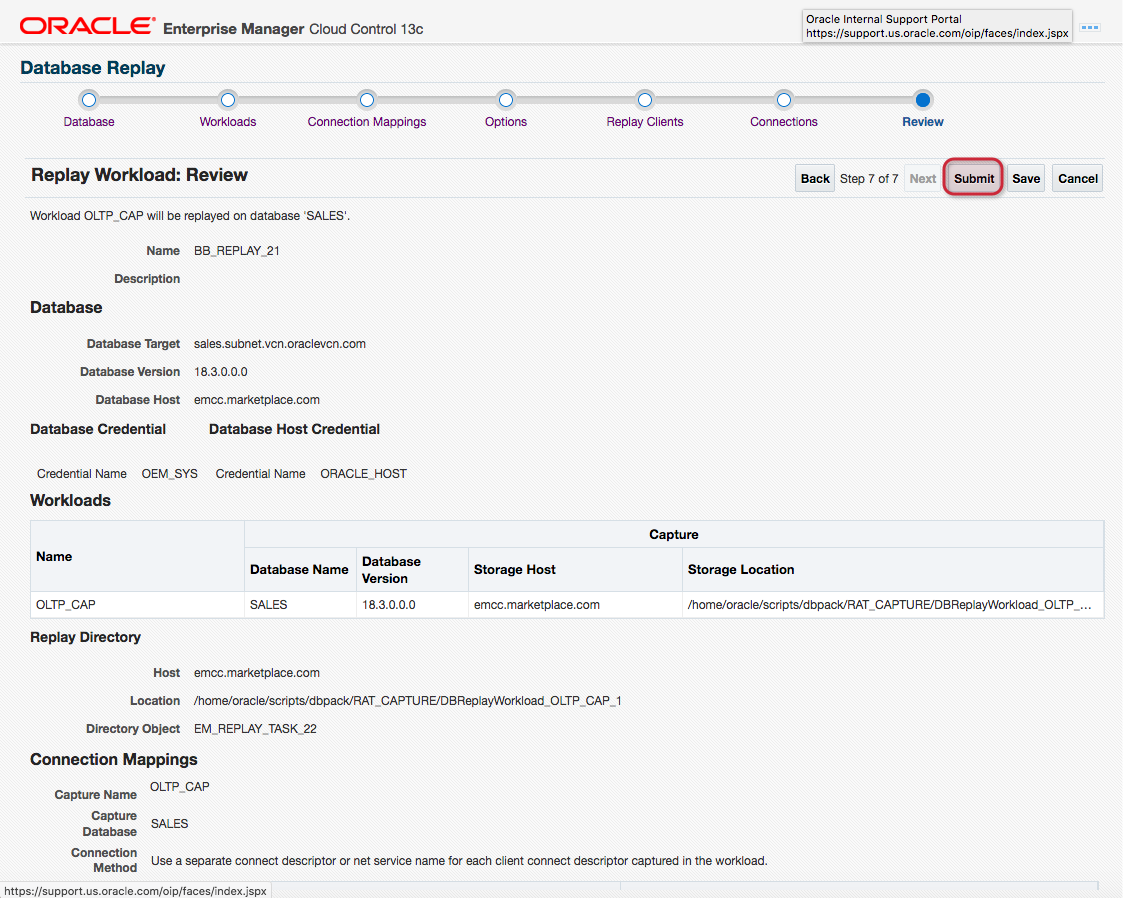 ORACLE® Enterprise Manager Cloud Control 13c
Oracle Internal Support Portal
https://support.us.oracle.com/oip/faces/index.jspx
Database Replay
Database Workloads Connection Mappings Options Replay Clients Connections Review
Replay Workload: Review
Back Step 7 of 7 Next Submit Save Cancel
Workload OLTP_CAP will be replayed on database 'SALES'.
Name BB_REPLAY_21
Description
Database
Database Target sales.subnet.vcn.oraclevcn.com
Database Version 18.3.0.0.0
Database Host emcc.marketplace.com
Database Credential Database Host Credential
Credential Name OEM_SYS Credential Name ORACLE_HOST
Workloads
Name
Capture
Database Name
Database
Version
Storage Host
Storage Location
OLTP_CAP SALES 18.3.0.0.0 emcc.marketplace.com /home/oracle/scripts/dbpack/RAT_CAPTURE/DBReplayWorkload_OLTP_...
Replay Directory
Host emcc.marketplace.com
Location /home/oracle/scripts/dbpack/RAT_CAPTURE/DBReplayWorkload_OLTP_CAP_1
Directory Object EM_REPLAY_TASK_22
Connection Mappings
Capture Name OLTP_CAP
Capture
Database SALES
Connection
Method Use a separate connect descriptor or net service name for each client connect descriptor captured in the workload.
https://support.us.oracle.com/oip/faces/index.jspx